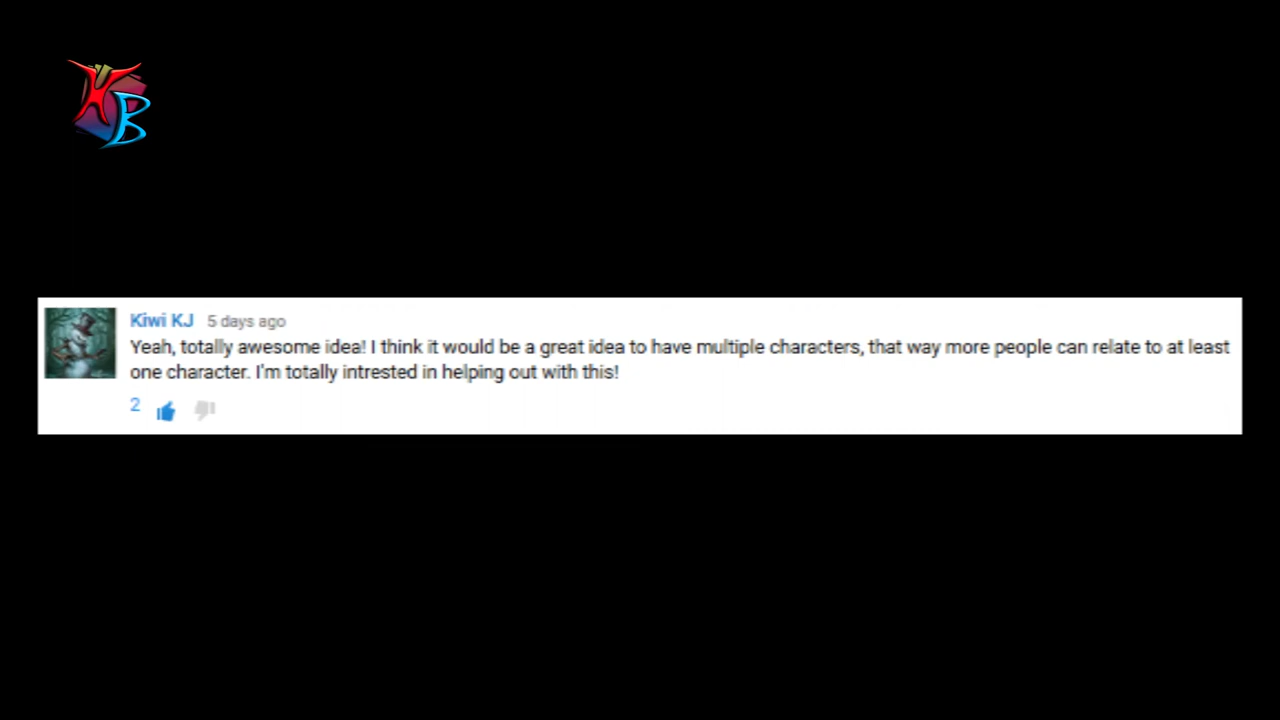 KB
Kiwi KJ 5 days ago
Yeah, totally awesome idea! I think it would be a great idea to have multiple characters, that way more people can relate to at least
one character. I'm totally intrested in helping out with this!
2